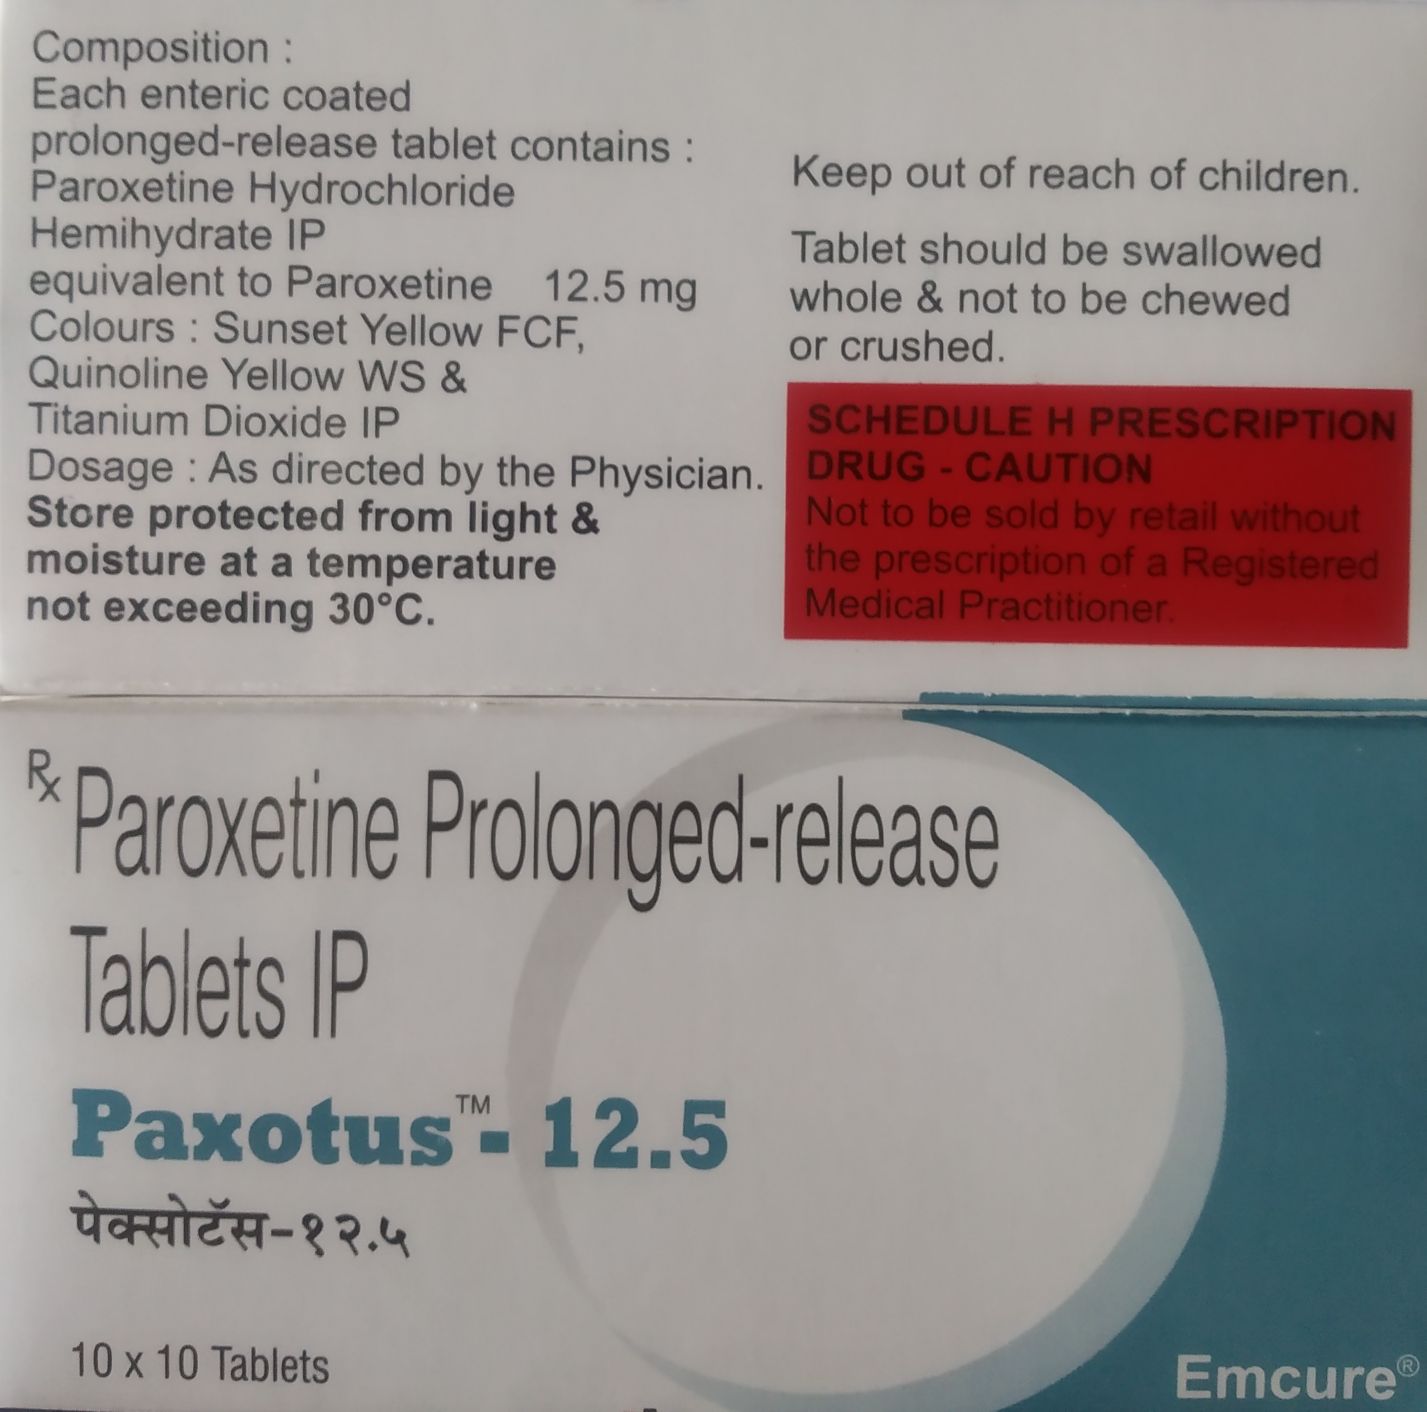 Composition :
Each enteric coated
prolonged-release tablet contains :
Paroxetine Hydrochloride
Hemihydrate IP
equivalent to Paroxetine 12.5 mg
Colours : Sunset Yellow FCF,
Quinoline Yellow WS &
Titanium Dioxide IP
Dosage : As directed by the Physician.
Store protected from light &
moisture at a temperature
not exceeding 30°C.
Keep out of reach of children.
Tablet should be swallowed
whole & not to be chewed
or crushed.
SCHEDULE H PRESCRIPTION
DRUG - CAUTION
Not to be sold by retail without
the prescription of a Registered
Medical Practitioner.
Rx Paroxetine Prolonged-release
Tablets IP
Paxotus™- 12.5
पेक्सोटॅस-१२.५
10 x 10 Tablets
Emcure®